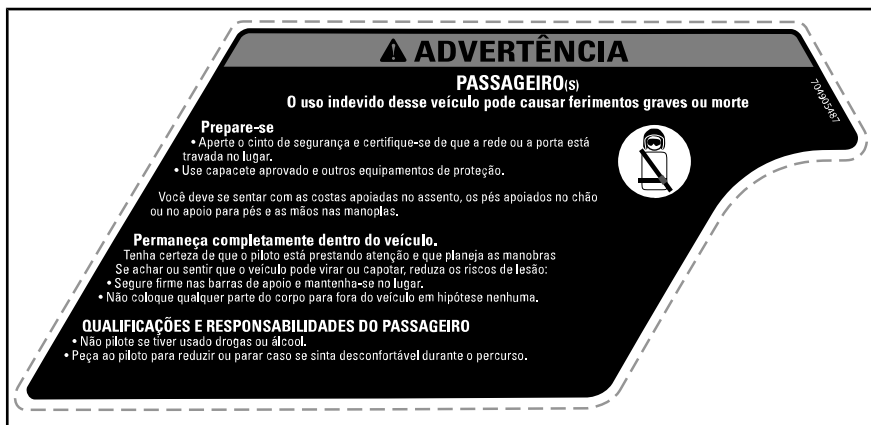 ADVERTÊNCIA
PASSAGEIRO(S)
O uso indevido desse veículo pode causar ferimentos graves ou morte
704905487
Prepare-se
• Aperte o cinto de segurança e certifique-se de que a rede ou a porta está
travada no lugar.
• Use capacete aprovado e outros equipamentos de proteção.
Você deve se sentar com as costas apoiadas no assento, os pés apoiados no chão
ou no apoio para pés e as mãos nas manoplas.
Permaneça completamente dentro do veículo.
Tenha certeza de que o piloto está prestando atenção e que planeja as manobras
Se achar ou sentir que o veículo pode virar ou capotar, reduza os riscos de lesão:
• Segure firme nas barras de apoio e mantenha-se no lugar.
• Não coloque qualquer parte do corpo para fora do veículo em hipótese nenhuma.
QUALIFICAÇÕES E RESPONSABILIDADES DO PASSAGEIRO
• Não pilote se tiver usado drogas ou álcool.
• Peça ao piloto para reduzir ou parar caso se sinta desconfortável durante o percurso.